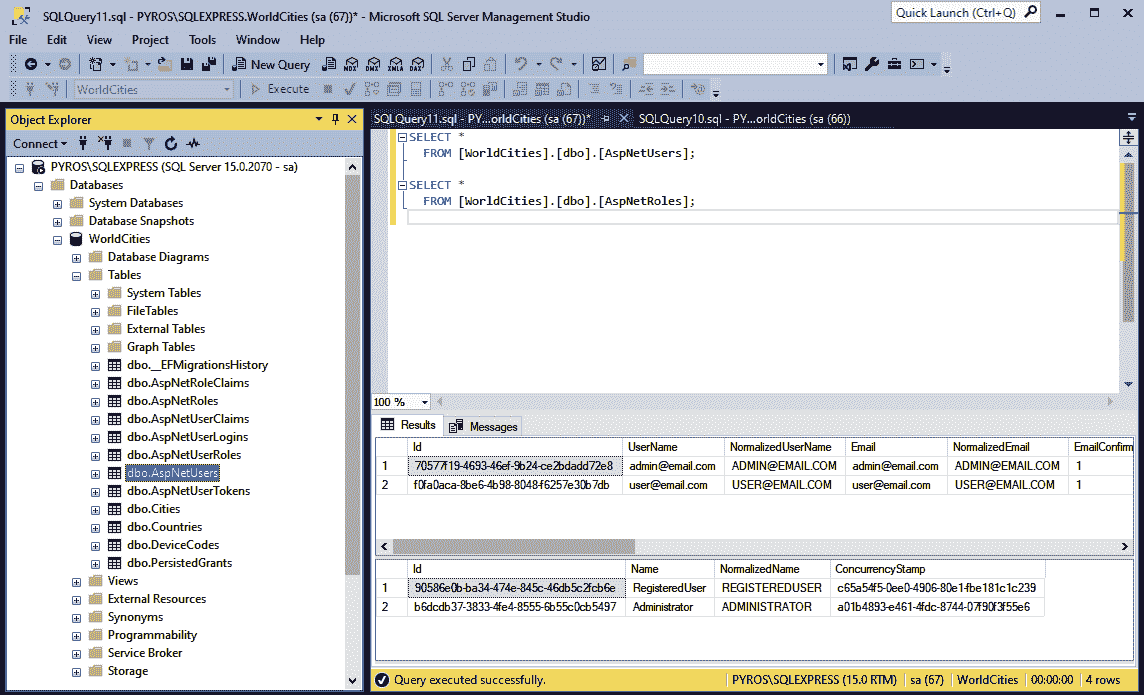 SQLQuery11.sql - PYROS\SQLEXPRESS.WorldCities (sa (67))* - Microsoft SQL Server Management Studio
Quick Launch (Ctrl+Q)
File Edit View Project Tools Window Help
New Query MDX DMX XMLA DAX
WorldCities Execute
Object Explorer
Connect
PYROS\SQLEXPRESS (SQL Server 15.0.2070 - sa)
Databases
System Databases
Database Snapshots
WorldCities
Database Diagrams
Tables
System Tables
FileTables
External Tables
Graph Tables
dbo.__EFMigrationsHistory
dbo.AspNetRoleClaims
dbo.AspNetRoles
dbo.AspNetUserClaims
dbo.AspNetUserLogins
dbo.AspNetUserRoles
dbo.AspNetUsers
dbo.AspNetUserTokens
dbo.Cities
dbo.Countries
dbo.DeviceCodes
dbo.PersistedGrants
Views
External Resources
Synonyms
Programmability
Service Broker
Storage
SQLQuery11.sql - PY...orldCities (sa (67))* SQLQuery10.sql - PY...orldCities (sa (66))
SELECT *
FROM [WorldCities].[dbo].[AspNetUsers];
SELECT *
FROM [WorldCities].[dbo].[AspNetRoles];
100 %
Results Messages
Id UserName NormalizedUserName Email NormalizedEmail EmailConfirm
1 70577f19-4693-46ef-9b24-ce2bdadd72e8 admin@email.com ADMIN@EMAIL.COM admin@email.com ADMIN@EMAIL.COM 1
2 f0fa0aca-8be6-4b98-8048-f6257e30b7db user@email.com USER@EMAIL.COM user@email.com USER@EMAIL.COM 1
Id Name NormalizedName ConcurrencyStamp
1 90586e0b-ba34-474e-845c-46db5c2fcb6e RegisteredUser REGISTEREDUSER c65a54f5-0ee0-4906-80e1-fbe181c1c239
2 b6dcdb37-3833-4fe4-8555-6b55c0cb5497 Administrator ADMINISTRATOR a01b4893-e461-4fdc-8744-07f90f3f55e6
Query executed successfully. PYROS\SQLEXPRESS (15.0 RTM) sa (67) WorldCities 00:00:00 4 rows